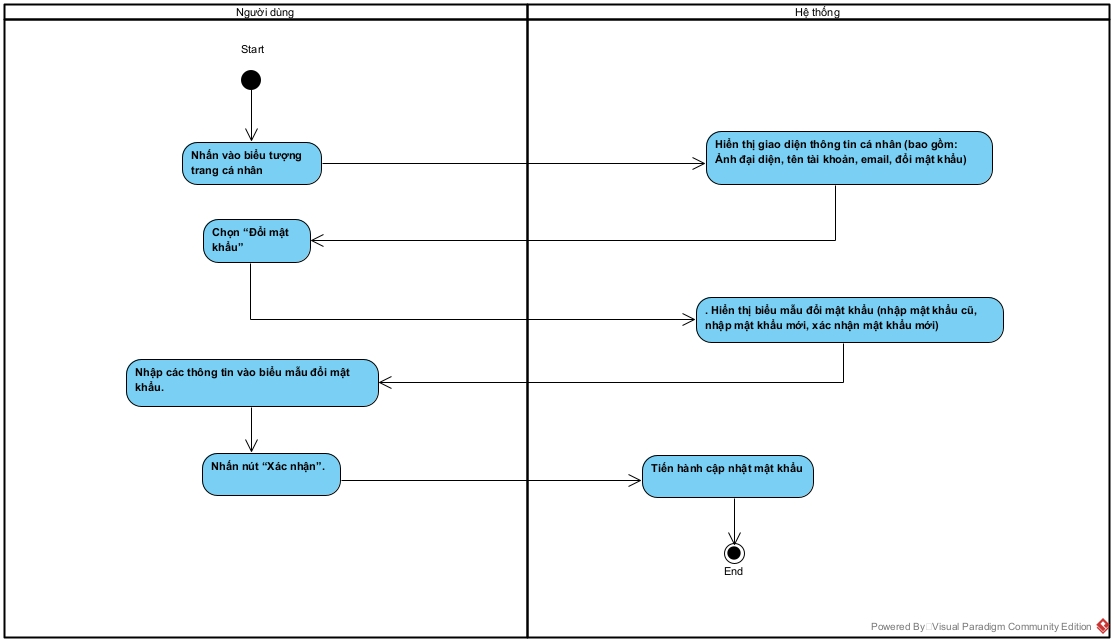 Người dùng
Hệ thống
Start
Nhấn vào biểu tượng
trang cá nhân
Hiển thị giao diện thông tin cá nhân (bao gồm:
Ảnh đại diện, tên tài khoản, email, đổi mật khẩu)
Chọn “Đổi mật
khẩu”
. Hiển thị biểu mẫu đổi mật khẩu (nhập mật khẩu cũ,
nhập mật khẩu mới, xác nhận mật khẩu mới)
Nhập các thông tin vào biểu mẫu đổi mật
khẩu.
Nhấn nút “Xác nhận”.
Tiến hành cập nhật mật khẩu
End
Powered By Visual Paradigm Community Edition